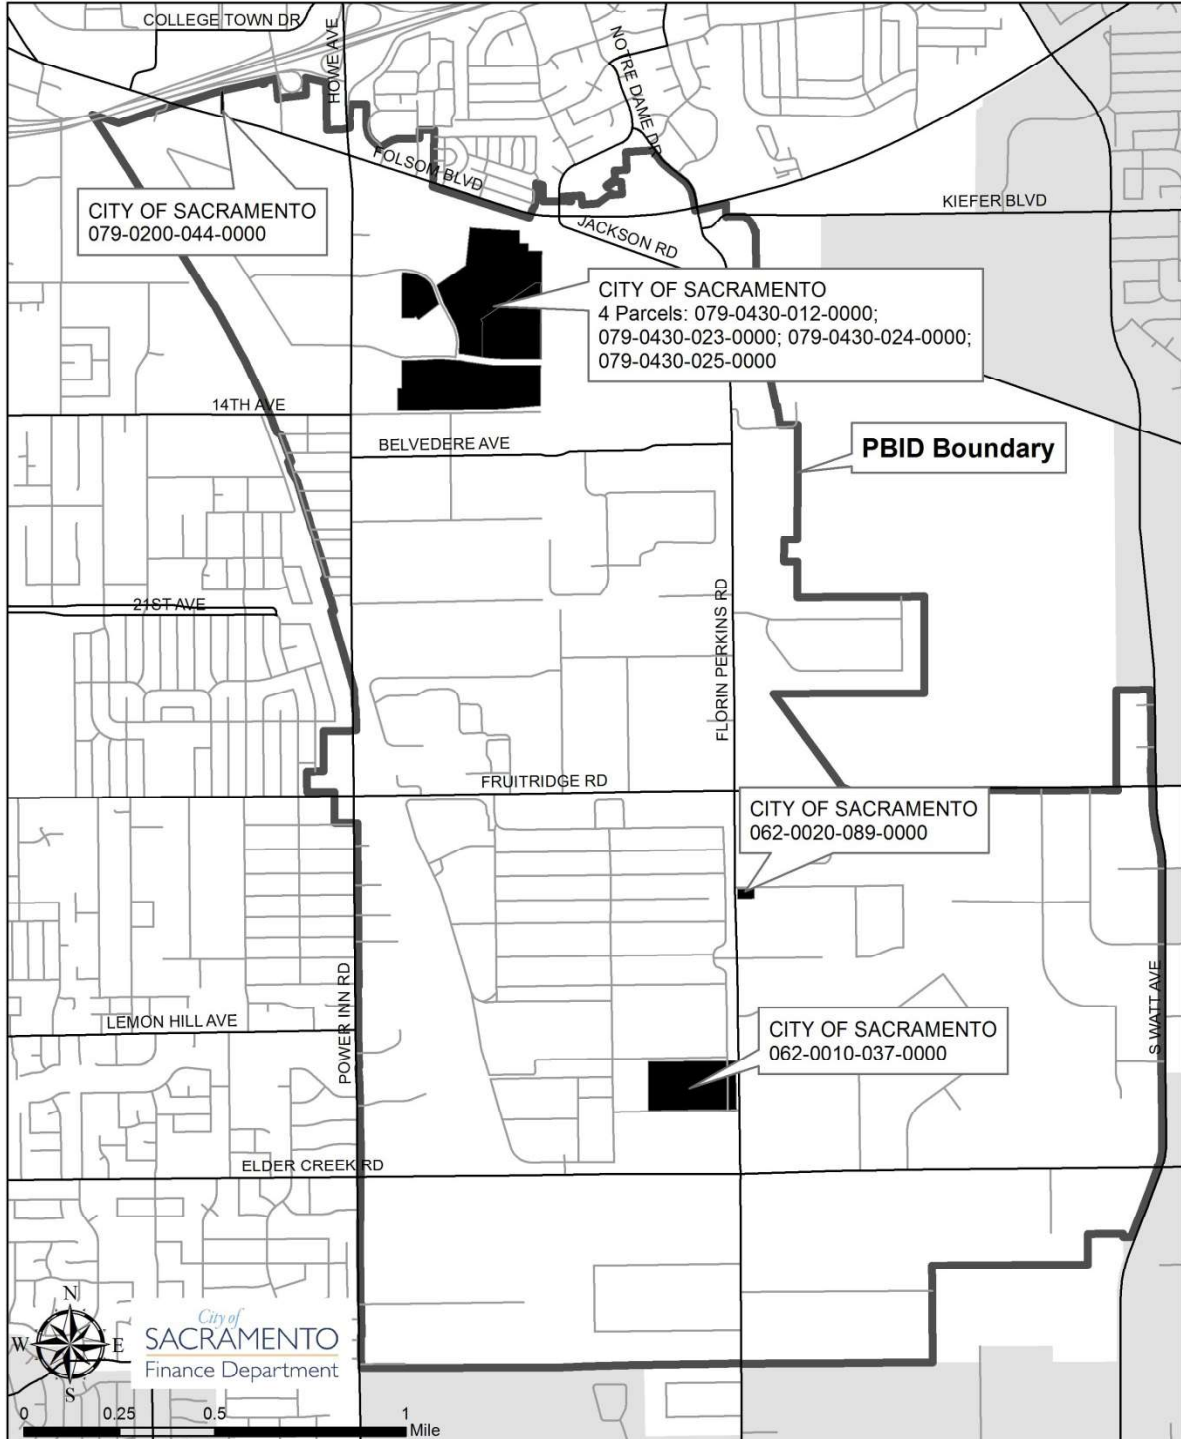 COLLEGE TOWN DR
HOWE AVE
NOTRE DAME DR
FOLSOM BLVD
KIEFER BLVD
JACKSON RD
CITY OF SACRAMENTO
079-0200-044-0000
CITY OF SACRAMENTO
4 Parcels: 079-0430-012-0000;
079-0430-023-0000; 079-0430-024-0000;
079-0430-025-0000
14TH AVE
BELVEDERE AVE
PBID Boundary
21ST AVE
FLORIN PERKINS RD
FRUITRIDGE RD
CITY OF SACRAMENTO
062-0020-089-0000
POWER INN RD
S WATT AVE
LEMON HILL AVE
CITY OF SACRAMENTO
062-0010-037-0000
ELDER CREEK RD
N
W E
S
City of
SACRAMENTO
Finance Department
0 0.25 0.5 1
Mile